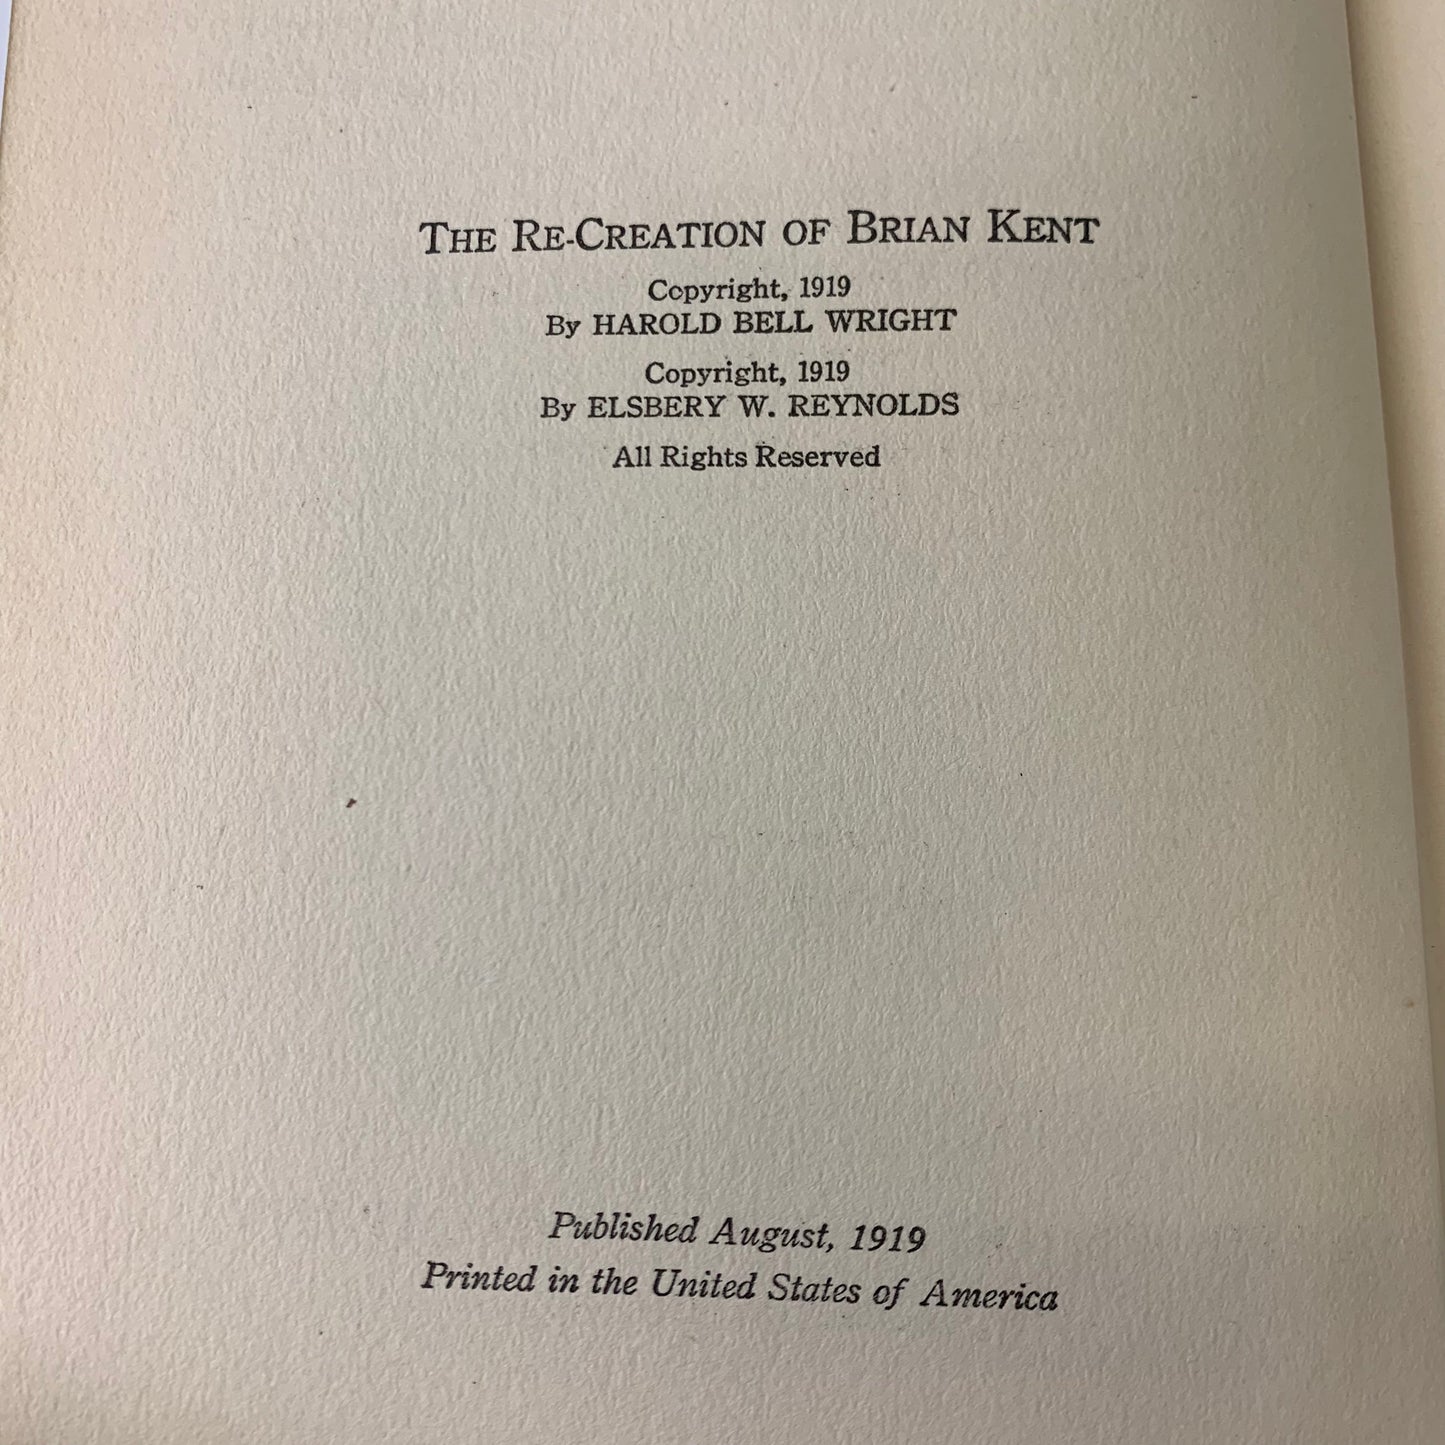 THE RE-CREATION OF BRIAN KENT
Copyright, 1919
By HAROLD BELL WRIGHT
Copyright, 1919
By ELSBERY W. REYNOLDS
All Rights Reserved
Published August, 1919
Printed in the United States of America